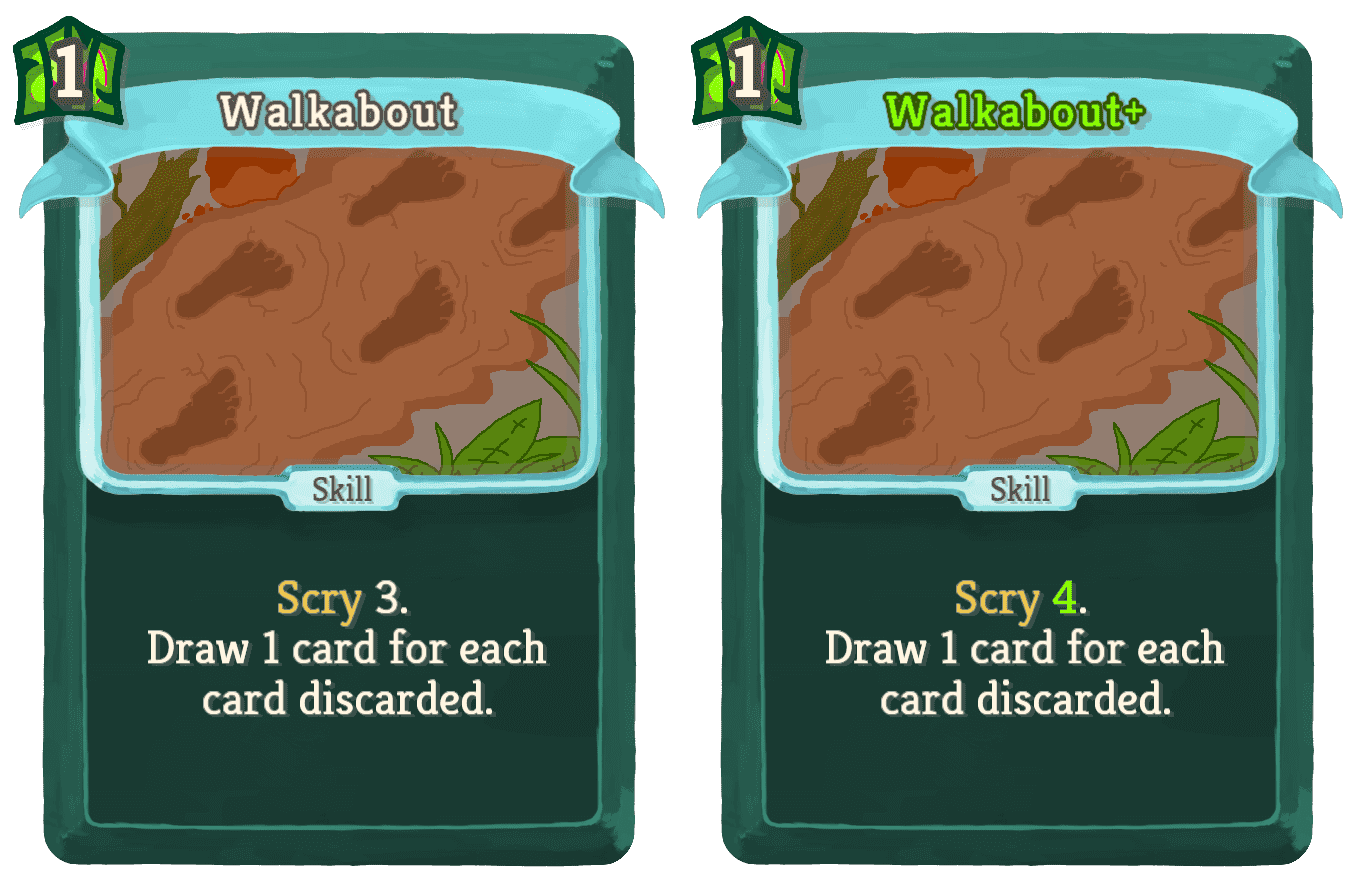 1
Walkabout
Skill
Scry 3.
Draw 1 card for each
card discarded.
1
Walkabout+
Skill
Scry 4.
Draw 1 card for each
card discarded.